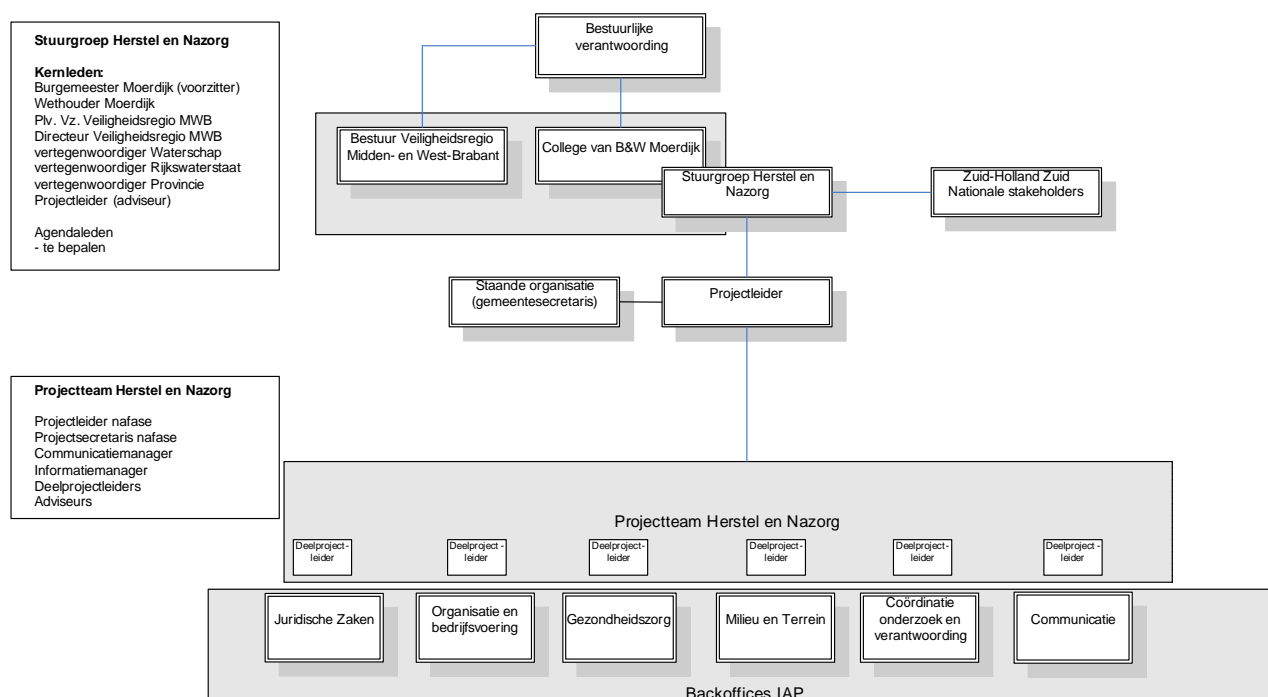 Stuurgroep Herstel en Nazorg
Kernleden:
Burgemeester Moerdijk (voorzitter)
Wethouder Moerdijk
Plv. Vz. Veiligheidsregio MWB
Directeur Veiligheidsregio MWB
vertegenwoordiger Waterschap
vertegenwoordiger Rijkswaterstaat
vertegenwoordiger Provincie
Projectleider (adviseur)
Agendaleden
- te bepalen
Bestuurlijke
verantwoording
Bestuur Veiligheidsregio
Midden- en West-Brabant
College van B&W Moerdijk
Stuurgroep Herstel en
Nazorg
Zuid-Holland Zuid
Nationale stakeholders
Staande organisatie
(gemeentesecretaris)
Projectleider
Projectteam Herstel en Nazorg
Projectleider nafase
Projectsecretaris nafase
Communicatiemanager
Informatiemanager
Deelprojectleiders
Adviseurs
Projectteam Herstel en Nazorg
Deelproject-
leider
Deelproject -
leider
Deelproject-
leider
Deelproject -
leider
Deelproject-
leider
Deelproject -
leider
Juridische Zaken
Organisatie en
bedrijfsvoering
Gezondheidszorg
Milieu en Terrein
Coördinatie
onderzoek en
verantwoording
Communicatie
Backoffices IAP